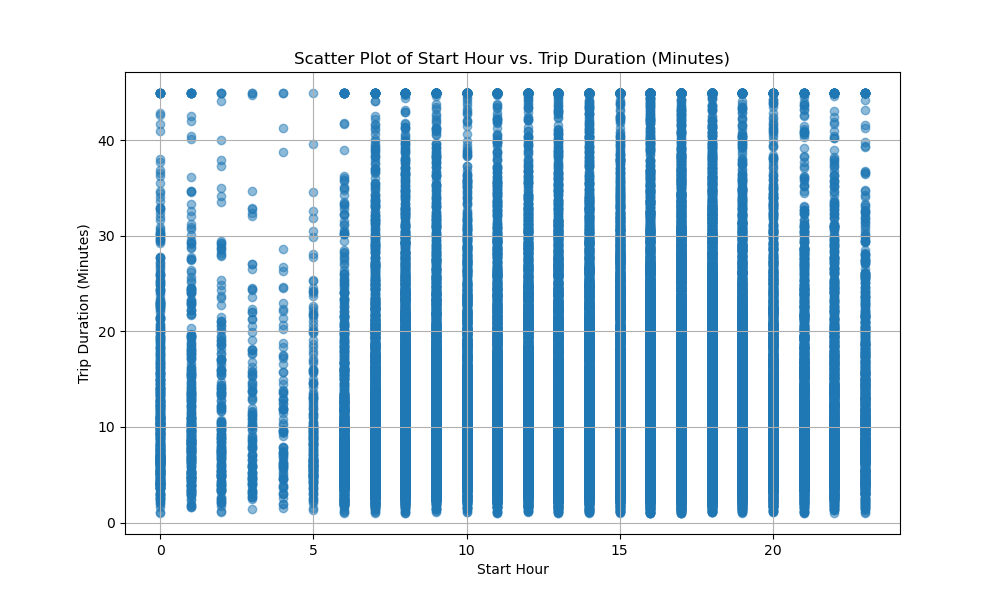 Scatter Plot of Start Hour vs. Trip Duration (Minutes)
Trip Duration (Minutes)
40
30
20
10
0
0 5 10 15 20
Start Hour